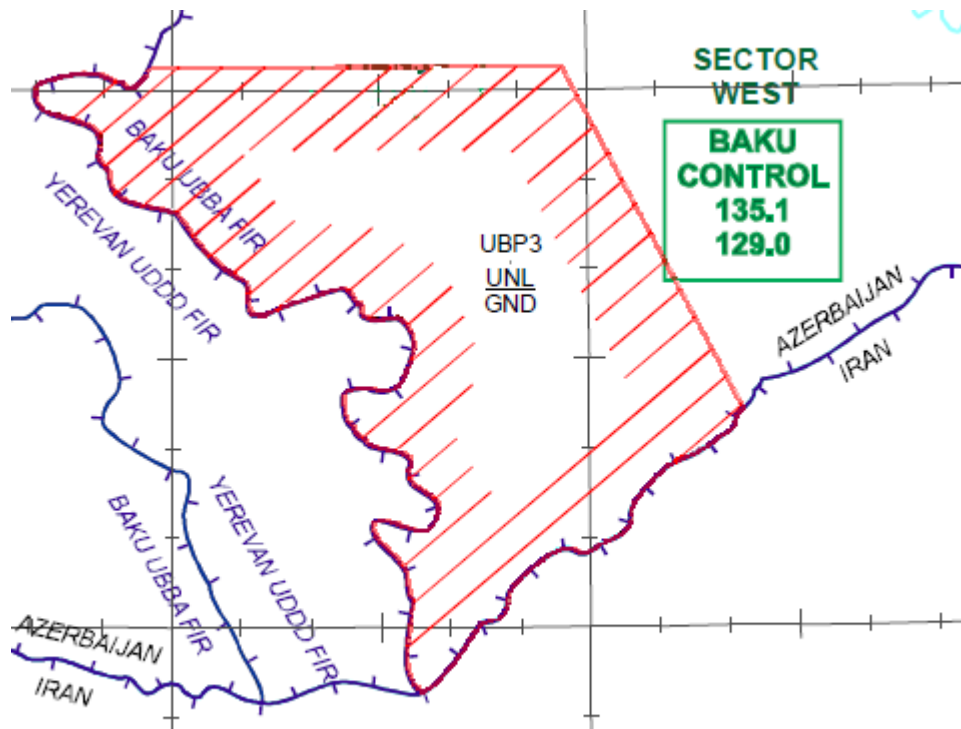 SECTOR
WEST
BAKU
CONTROL
135.1
129.0
BAKU UBBA FIR
YEREVAN UDDD FIR
UBP3
UNL
GND
AZERBAIJAN
IRAN
BAKU UBBA FIR
YEREVAN UDDD FIR
AZERBAIJAN
IRAN